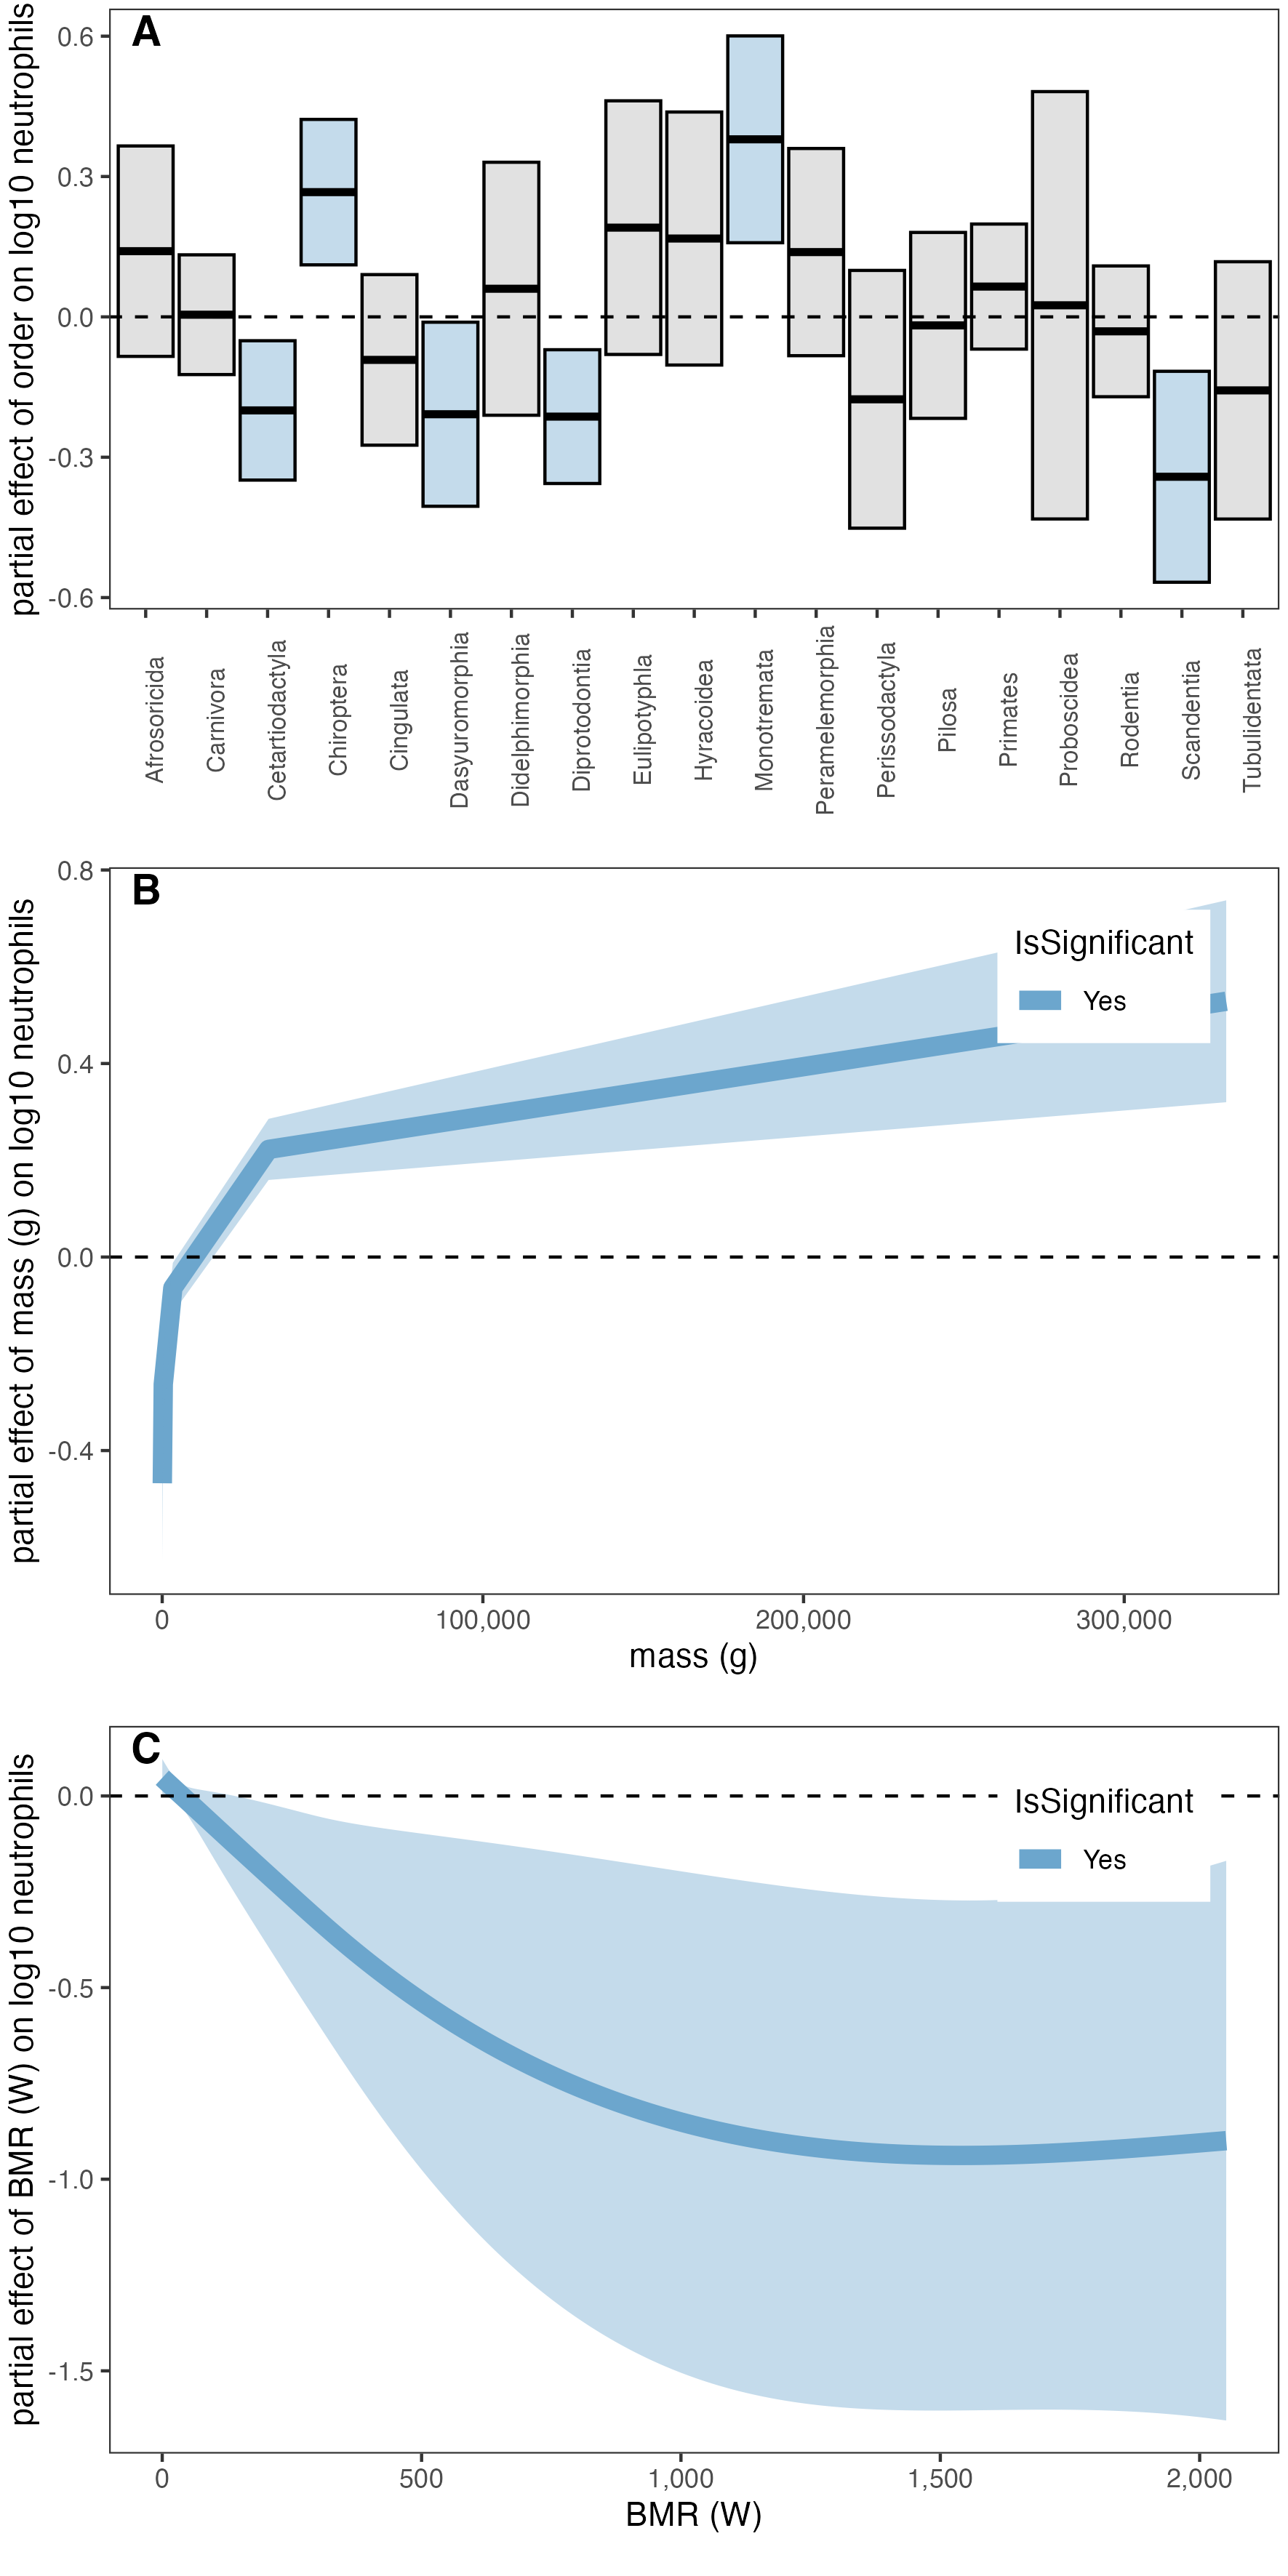 A
partial effect of order on log10 neutrophils
0.6
0.3
0.0
-0.3
-0.6
Afrosoricida
Carnivora
Cetartiodactyla
Chiroptera
Cingulata
Dasyuromorphia
Didelphimorphia
Diprotodontia
Eulipotyphla
Hyracoidea
Monotremata
Peramelemorphia
Perissodactyla
Pilosa
Primates
Proboscidea
Rodentia
Scandentia
Tubulidentata
B
partial effect of mass (g) on log10 neutrophils
0.8
0.4
0.0
-0.4
IsSignificant
Yes
0
100,000
200,000
300,000
mass (g)
C
partial effect of BMR (W) on log10 neutrophils
0.0
-0.5
-1.0
-1.5
IsSignificant
Yes
0
500
1,000
1,500
2,000
BMR (W)